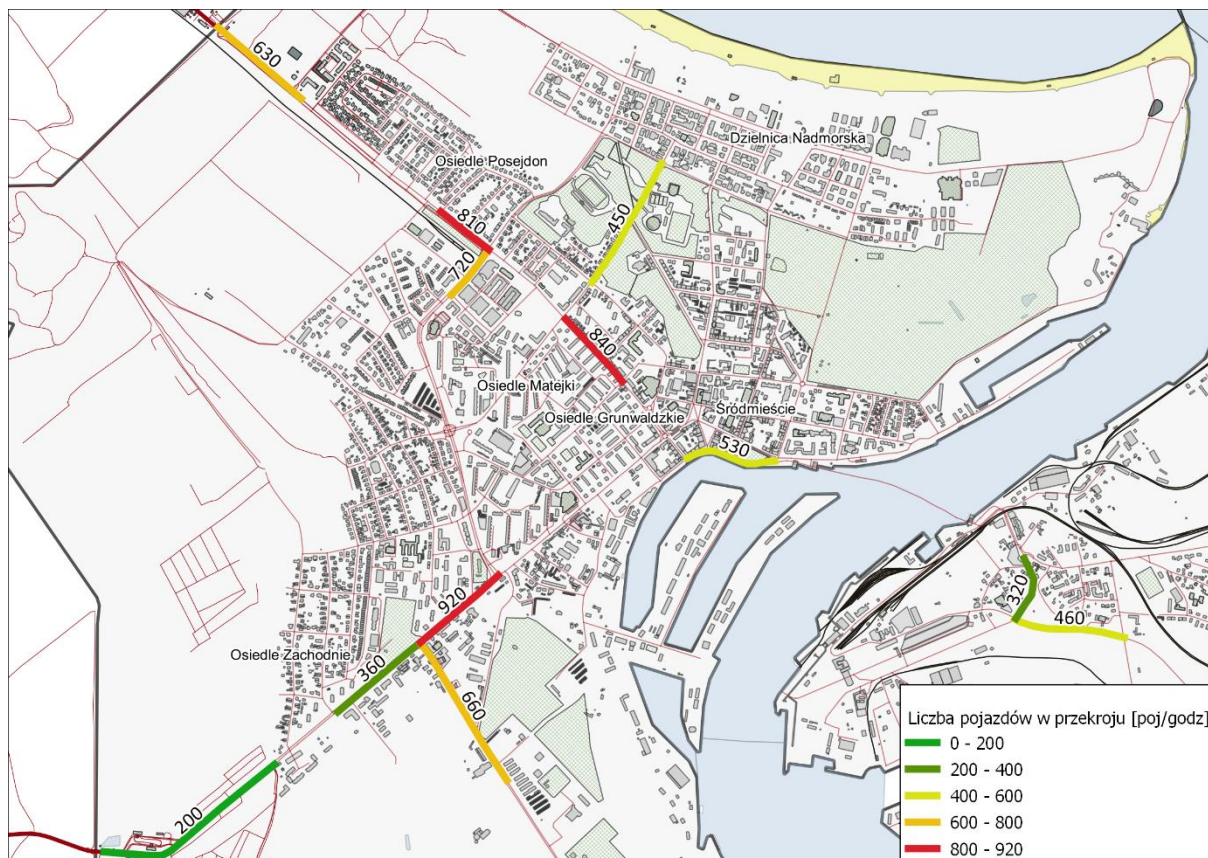 630
Dzielnica Nadmorska
Osiedle Posejdon
810
450
720
840
Osiedle Matejki
Osiedle Grunwaldzkie
Śródmieście
530
920
320
460
Osiedle Zachodnie
360
660
200
Liczba pojazdów w przekroju [poj/godz]
0 - 200
200 - 400
400 - 600
600 - 800
800 - 920